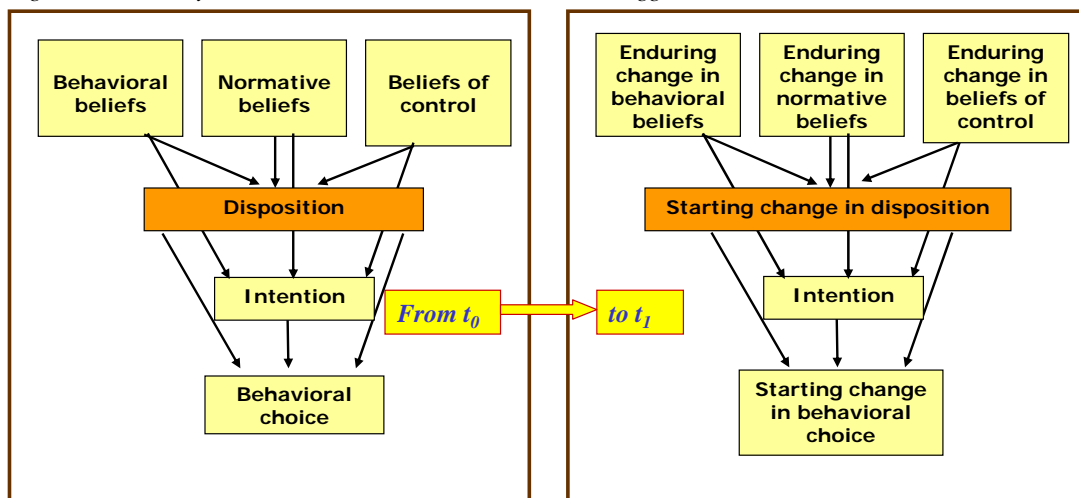 Behavioral
beliefs
Normative
beliefs
Beliefs of
control
Disposition
Intention
From t0
Behavioral
choice
Enduring
change in
behavioral
beliefs
Enduring
change in
normative
beliefs
Enduring
change in
beliefs of
control
Starting change in disposition
Intention
to t1
Starting change
in behavioral
choice